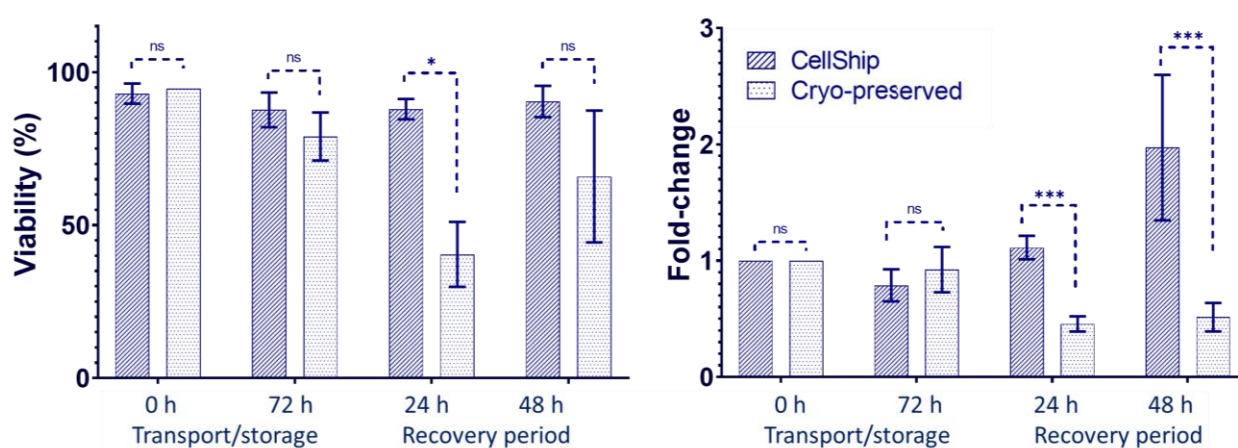 Viability (%)
100
50
0
ns
ns
*
ns
0 h
72 h
24 h
48 h
Transport/storage
Recovery period
Fold-change
3
2
1
0
CellShip
Cryo-preserved
ns
ns
***
***
0 h
72 h
24 h
48 h
Transport/storage
Recovery period